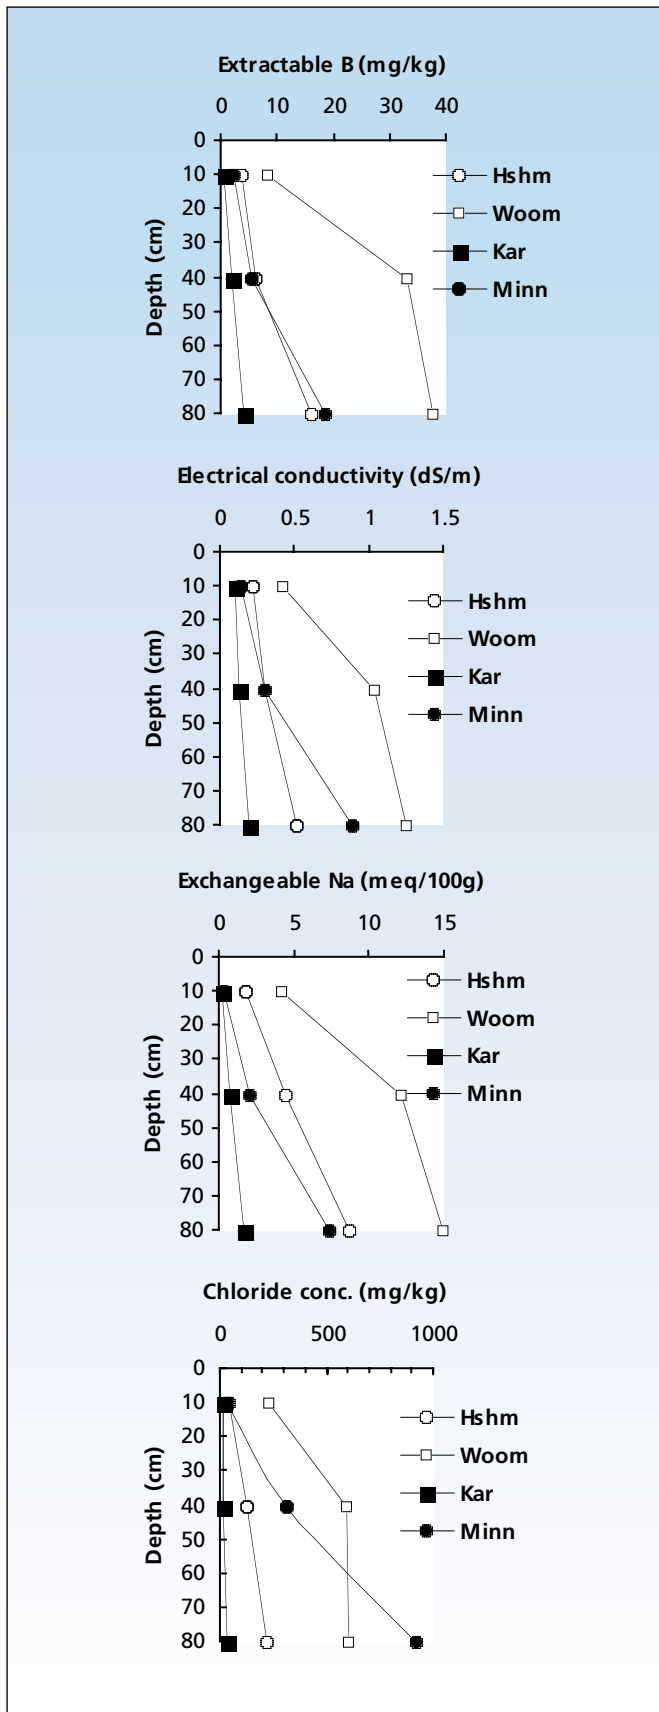 Extractable B (mg/kg)
0 10 20 30 40
0
10
20
30
40
50
60
70
80
Depth (cm)
Hshm
Woom
Kar
Minn
Electrical conductivity (dS/m)
0 0.5 1 1.5
0
10
20
30
40
50
60
70
80
Depth (cm)
Hshm
Woom
Kar
Minn
Exchangeable Na (meq/100g)
0 5 10 15
0
10
20
30
40
50
60
70
80
Depth (cm)
Hshm
Woom
Kar
Minn
Chloride conc. (mg/kg)
0 500 1000
0
10
20
30
40
50
60
70
80
Depth (cm)
Hshm
Woom
Kar
Minn